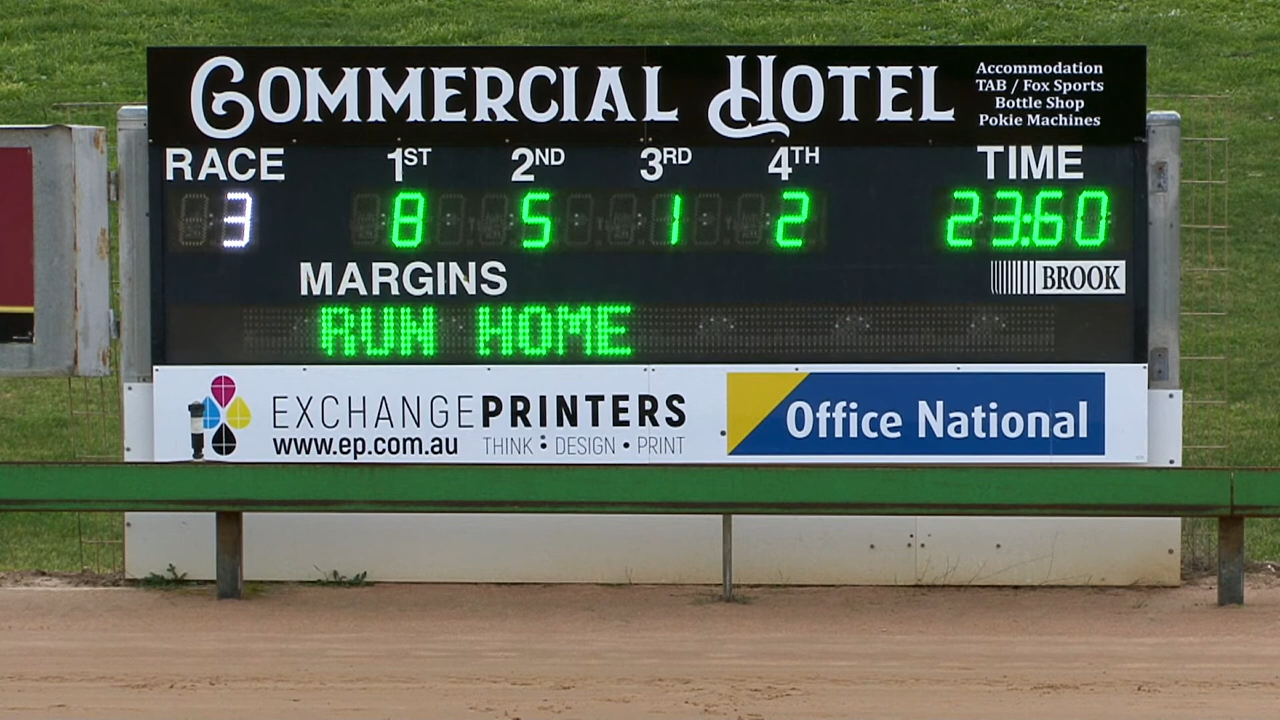 COMMERCIAL HOTEL
Accommodation
TAB / Fox Sports
Bottle Shop
Pokie Machines
RACE 1ST 2ND 3RD 4TH TIME
3 8 5 1 2 23:60
MARGINS
BROOK
RUN HOME
EXCHANGEPRINTERS
www.ep.com.au THINK • DESIGN • PRINT
Office National